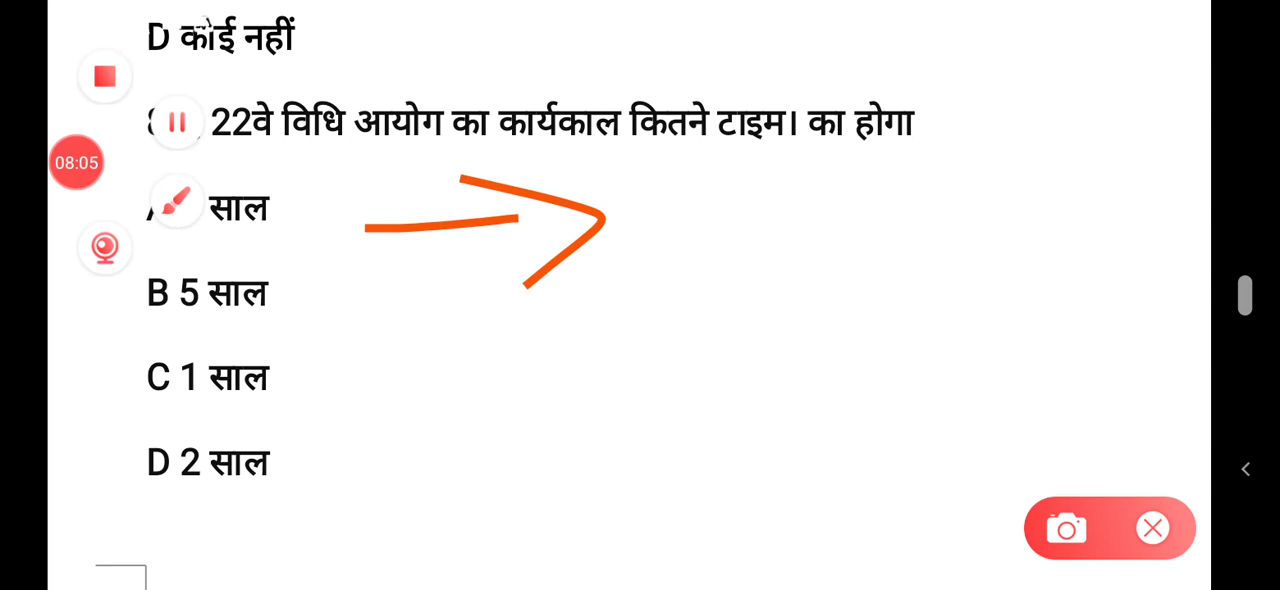 D कोई नहीं
22वे विधि आयोग का कार्यकाल कितने टाइम। का होगा
08:05
साल
B 5 साल
C 1 साल
D 2 साल